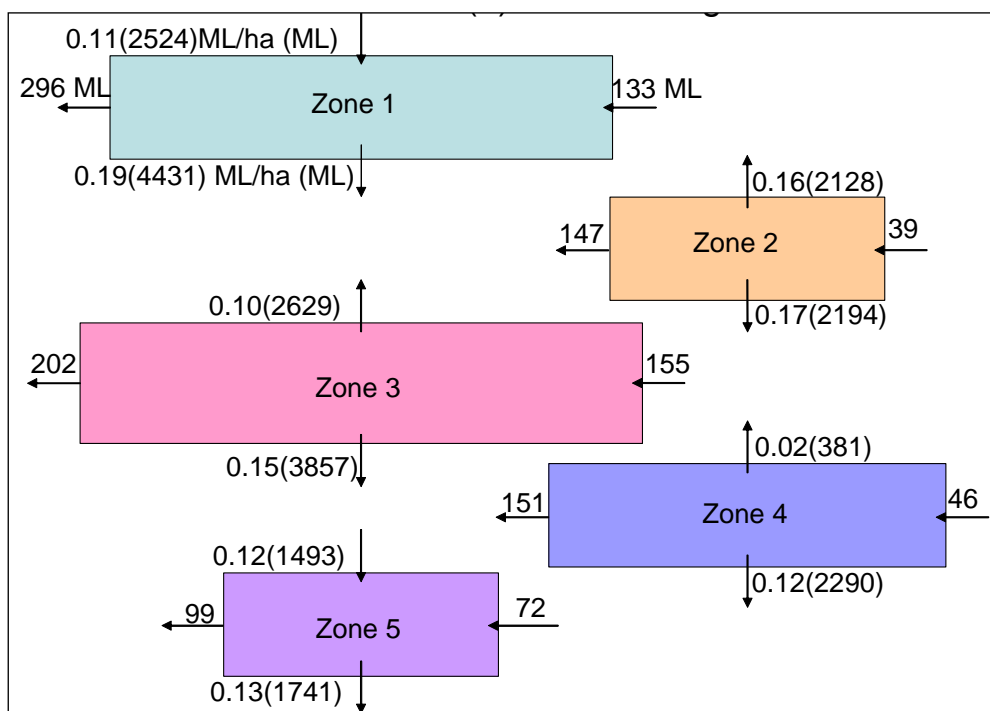 0.11(2524)ML/ha (ML)
296 ML
Zone 1
133 ML
0.19(4431) ML/ha (ML)
0.16(2128)
147
Zone 2
39
0.17(2194)
0.10(2629)
202
Zone 3
155
0.15(3857)
0.02(381)
151
Zone 4
46
0.12(2290)
0.12(1493)
99
Zone 5
72
0.13(1741)